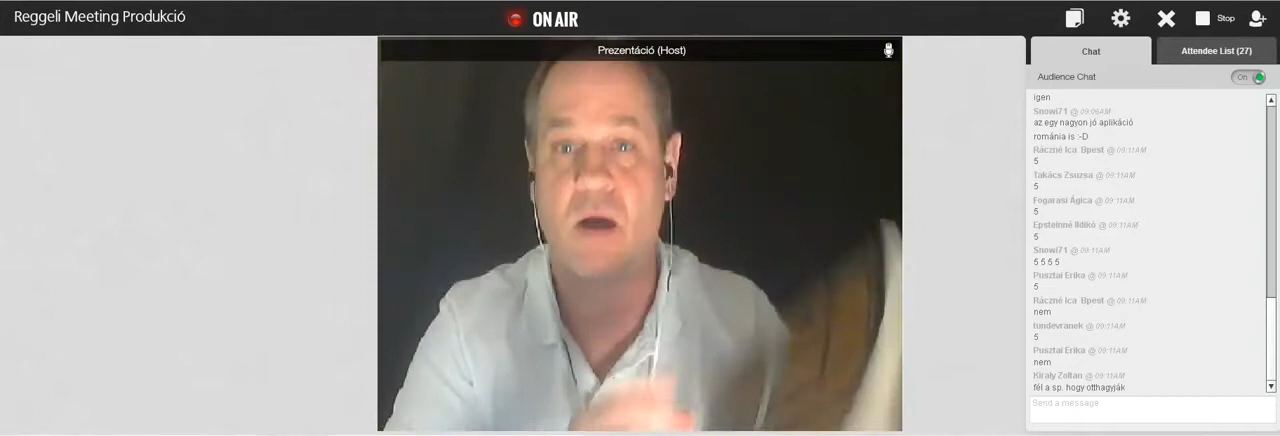 Reggeli Meeting Produkció
ON AIR
Stop
Prezentáció (Host)
Chat
Attendee List (27)
Audience Chat
On
igen
Snowi71 @ 09:06AM
az egy nagyon jó aplikáció
románia is :-D
Ráczné Ica Bpest @ 09:11AM
5
Takács Zsuzsa @ 09:11AM
5
Fogarasi Ágica @ 09:11AM
5
Epsteinné Ildikó @ 09:11AM
5
Snowi71 @ 09:11AM
5 5 5 5
Pusztai Erika @ 09:11AM
5
Ráczné Ica Bpest @ 09:11AM
nem
tundevranek @ 09:11AM
5
Pusztai Erika @ 09:11AM
nem
Kiraly Zoltan @ 09:11AM
fél a sp. hogy otthagyják
Send a message